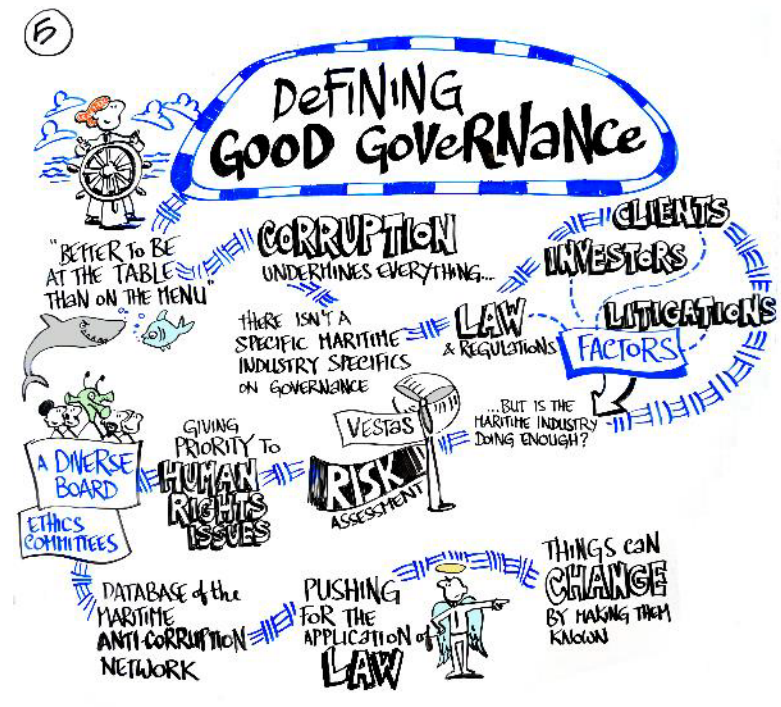 5
DeFINING
GOOD GOVeRNaNCe
"BETTER TO BE
AT THE TABLE
THAN ON THE MENU"
CORRUPTION
UNDERMINES EVERYTHING...
THERE ISN'T A
SPECIFIC MARITIME
INDUSTRY SPECIFICS
ON GOVERNANCE
LAW
& REGULATIONS
CLIENTS
INVESTORS
LITIGATIONS
FACTORS
...BUT IS THE
MARITIME INDUSTRY
DOING ENOUGH?
VESTAS
RISK
ASSESSMENT
GIVING
PRIORITY TO
HUMAN
RIGHTS
ISSUES
A DIVERSE
BOARD
ETHICS
COMMITTEES
DATABASE of the
MARITIME
ANTI-CORRUPTION
NETWORK
PUSHING
FOR THE
APPLICATION of
LAW
THINGS CaN
CHANGE
BY MAKING THEM
KNOWN